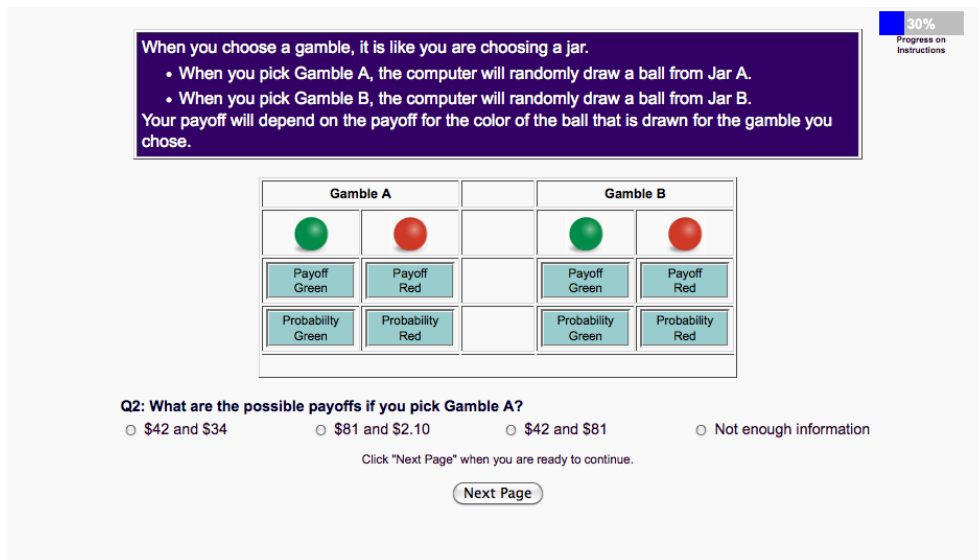 30%
Progress on
Instructions
When you choose a gamble, it is like you are choosing a jar.
• When you pick Gamble A, the computer will randomly draw a ball from Jar A.
• When you pick Gamble B, the computer will randomly draw a ball from Jar B.
Your payoff will depend on the payoff for the color of the ball that is drawn for the gamble you
chose.
Gamble A Gamble B
Payoff Payoff Payoff Payoff
Green Red Green Red
Probabiilty Probability Probability Probability
Green Red Green Red
Q2: What are the possible payoffs if you pick Gamble A?
$42 and $34 $81 and $2.10 $42 and $81 Not enough information
Click "Next Page" when you are ready to continue.
Next Page